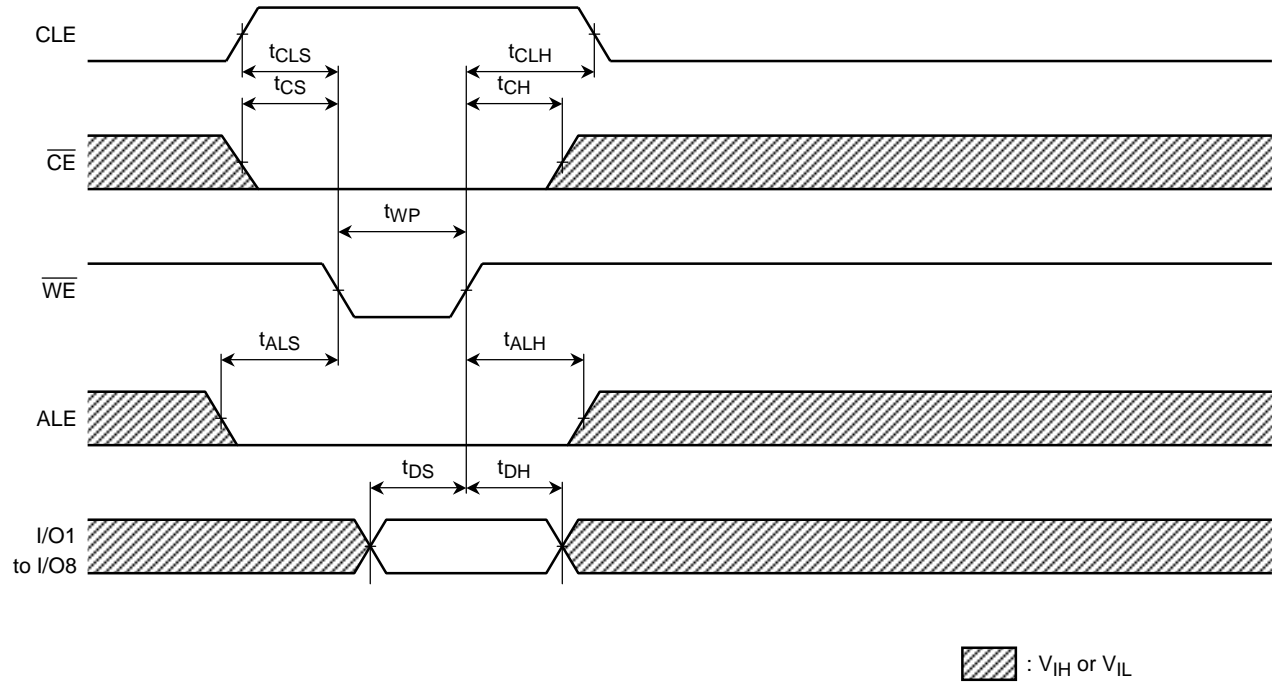 CLE
tCLS
tCLH
tCS
tCH
CE
tWP
WE
tALS
tALH
ALE
tDS
tDH
I/O1
to I/O8
: VIH or VIL